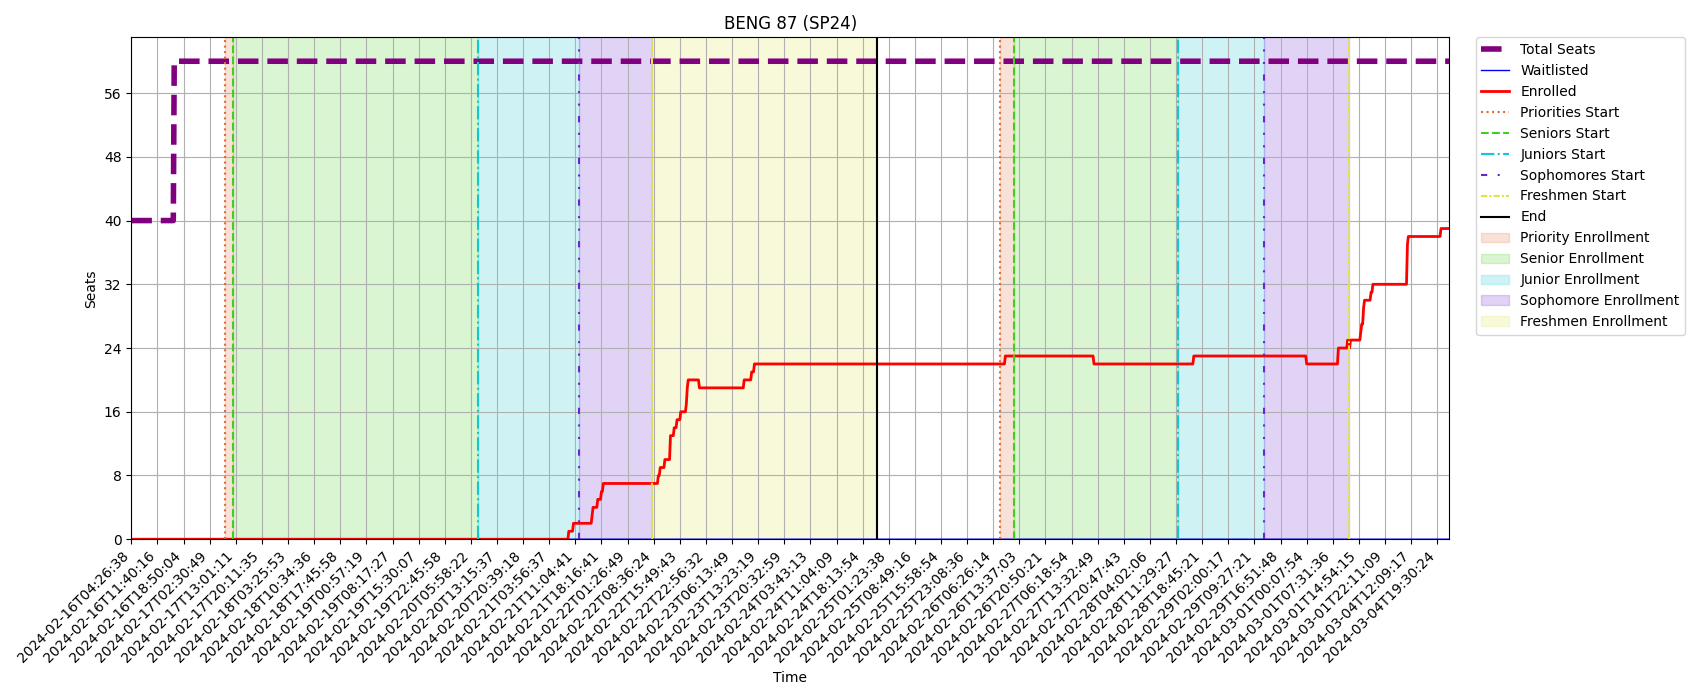 BENG 87 (SP24)
Total Seats
Waitlisted
Enrolled
Priorities Start
Seniors Start
Juniors Start
Sophomores Start
Freshmen Start
End
Priority Enrollment
Senior Enrollment
Junior Enrollment
Sophomore Enrollment
Freshmen Enrollment
Seats
56
48
40
32
24
16
8
0
2024-02-16T04:26:38
2024-02-16T11:40:16
2024-02-16T18:50:04
2024-02-17T02:30:49
2024-02-17T13:01:11
2024-02-17T20:11:35
2024-02-18T03:25:53
2024-02-18T10:34:36
2024-02-18T17:45:58
2024-02-19T00:57:19
2024-02-19T08:17:27
2024-02-19T15:30:07
2024-02-19T22:45:58
2024-02-20T05:58:22
2024-02-20T13:15:37
2024-02-20T20:39:18
2024-02-21T03:56:37
2024-02-21T11:04:41
2024-02-21T18:16:41
2024-02-22T01:26:49
2024-02-22T08:36:24
2024-02-22T15:49:43
2024-02-22T22:56:32
2024-02-23T06:13:49
2024-02-23T13:23:19
2024-02-23T20:32:59
2024-02-24T03:43:13
2024-02-24T11:04:09
2024-02-24T18:13:54
2024-02-25T01:23:38
2024-02-25T08:49:16
2024-02-25T15:58:54
2024-02-25T23:08:36
2024-02-26T06:26:14
2024-02-26T13:37:03
2024-02-26T20:50:21
2024-02-27T06:18:54
2024-02-27T13:32:49
2024-02-27T20:47:43
2024-02-28T04:02:06
2024-02-28T11:29:27
2024-02-28T18:45:21
2024-02-29T02:00:17
2024-02-29T09:27:21
2024-02-29T16:51:48
2024-03-01T00:07:54
2024-03-01T07:31:36
2024-03-01T14:54:15
2024-03-01T22:11:09
2024-03-04T12:09:17
2024-03-04T19:30:24
Time